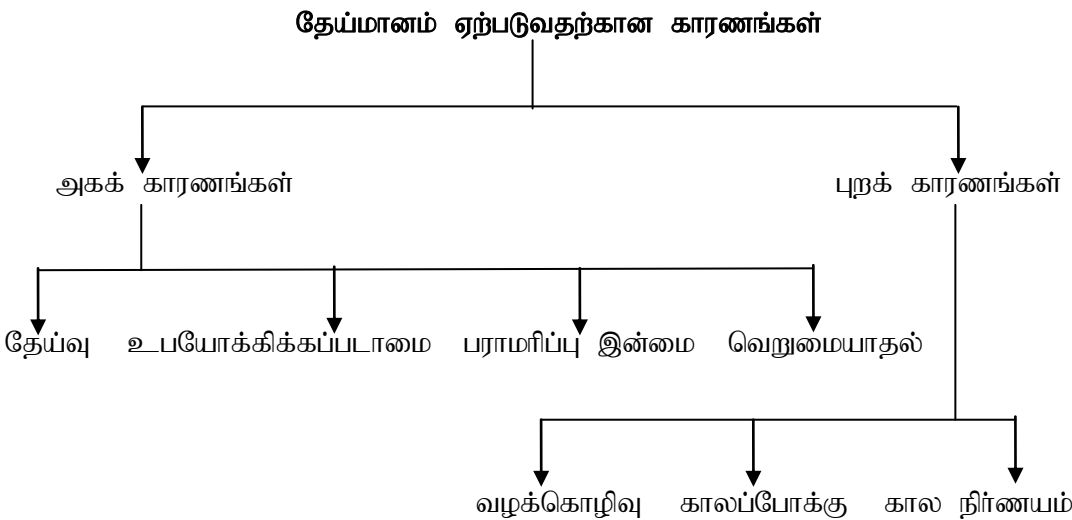 தேய்மானம் ஏற்படுவதற்கான காரணங்கள்
அகக் காரணங்கள் புறக் காரணங்கள்
தேய்வு உபயோக்கிக்கப்படாமை பராமரிப்பு இன்மை வெறுமையாதல்
வழக்கொழிவு காலப்போக்கு கால நிர்ணயம்